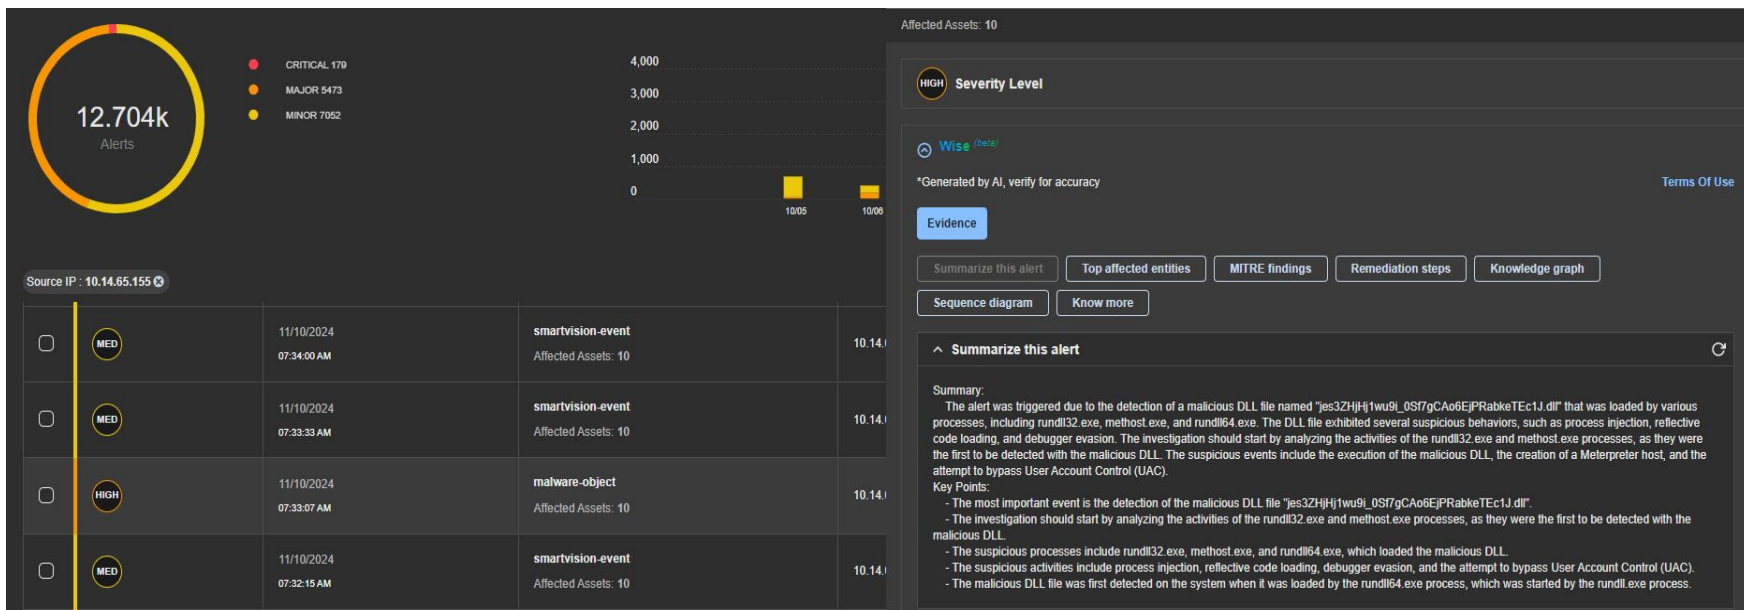 12.704k
Alerts
CRITICAL 179
MAJOR 5473
MINOR 7052
4,000
3,000
2,000
1,000
0
10/05
10/06
Source IP : 10.14.65.155
MED
11/10/2024
07:34:00 AM
smartvision-event
Affected Assets: 10
10.14.
MED
11/10/2024
07:33:33 AM
smartvision-event
Affected Assets: 10
10.14.
HIGH
11/10/2024
07:33:07 AM
malware-object
Affected Assets: 10
10.14.
MED
11/10/2024
07:32:15 AM
smartvision-event
Affected Assets: 10
10.14.
Affected Assets: 10
HIGH Severity Level
Wise (beta)
*Generated by AI, verify for accuracy
Terms Of Use
Evidence
Summarize this alert
Top affected entities
MITRE findings
Remediation steps
Knowledge graph
Sequence diagram
Know more
Summarize this alert
Summary:
The alert was triggered due to the detection of a malicious DLL file named "jes3ZHjHj1wu9i_0Sf7gCAo6EjPRabkeTEc1J.dll" that was loaded by various
processes, including rundll32.exe, methost.exe, and rundll64.exe. The DLL file exhibited several suspicious behaviors, such as process injection, reflective
code loading, and debugger evasion. The investigation should start by analyzing the activities of the rundll32.exe and methost.exe processes, as they were
the first to be detected with the malicious DLL. The suspicious events include the execution of the malicious DLL, the creation of a Meterpreter host, and the
attempt to bypass User Account Control (UAC).
Key Points:
- The most important event is the detection of the malicious DLL file "jes3ZHjHj1wu9i_0Sf7gCAo6EjPRabkeTEc1J.dll".
- The investigation should start by analyzing the activities of the rundll32.exe and methost.exe processes, as they were the first to be detected with the
malicious DLL.
- The suspicious processes include rundll32.exe, methost.exe, and rundll64.exe, which loaded the malicious DLL.
- The suspicious activities include process injection, reflective code loading, debugger evasion, and the attempt to bypass User Account Control (UAC).
- The malicious DLL file was first detected on the system when it was loaded by the rundll64.exe process, which was started by the rundll.exe process.